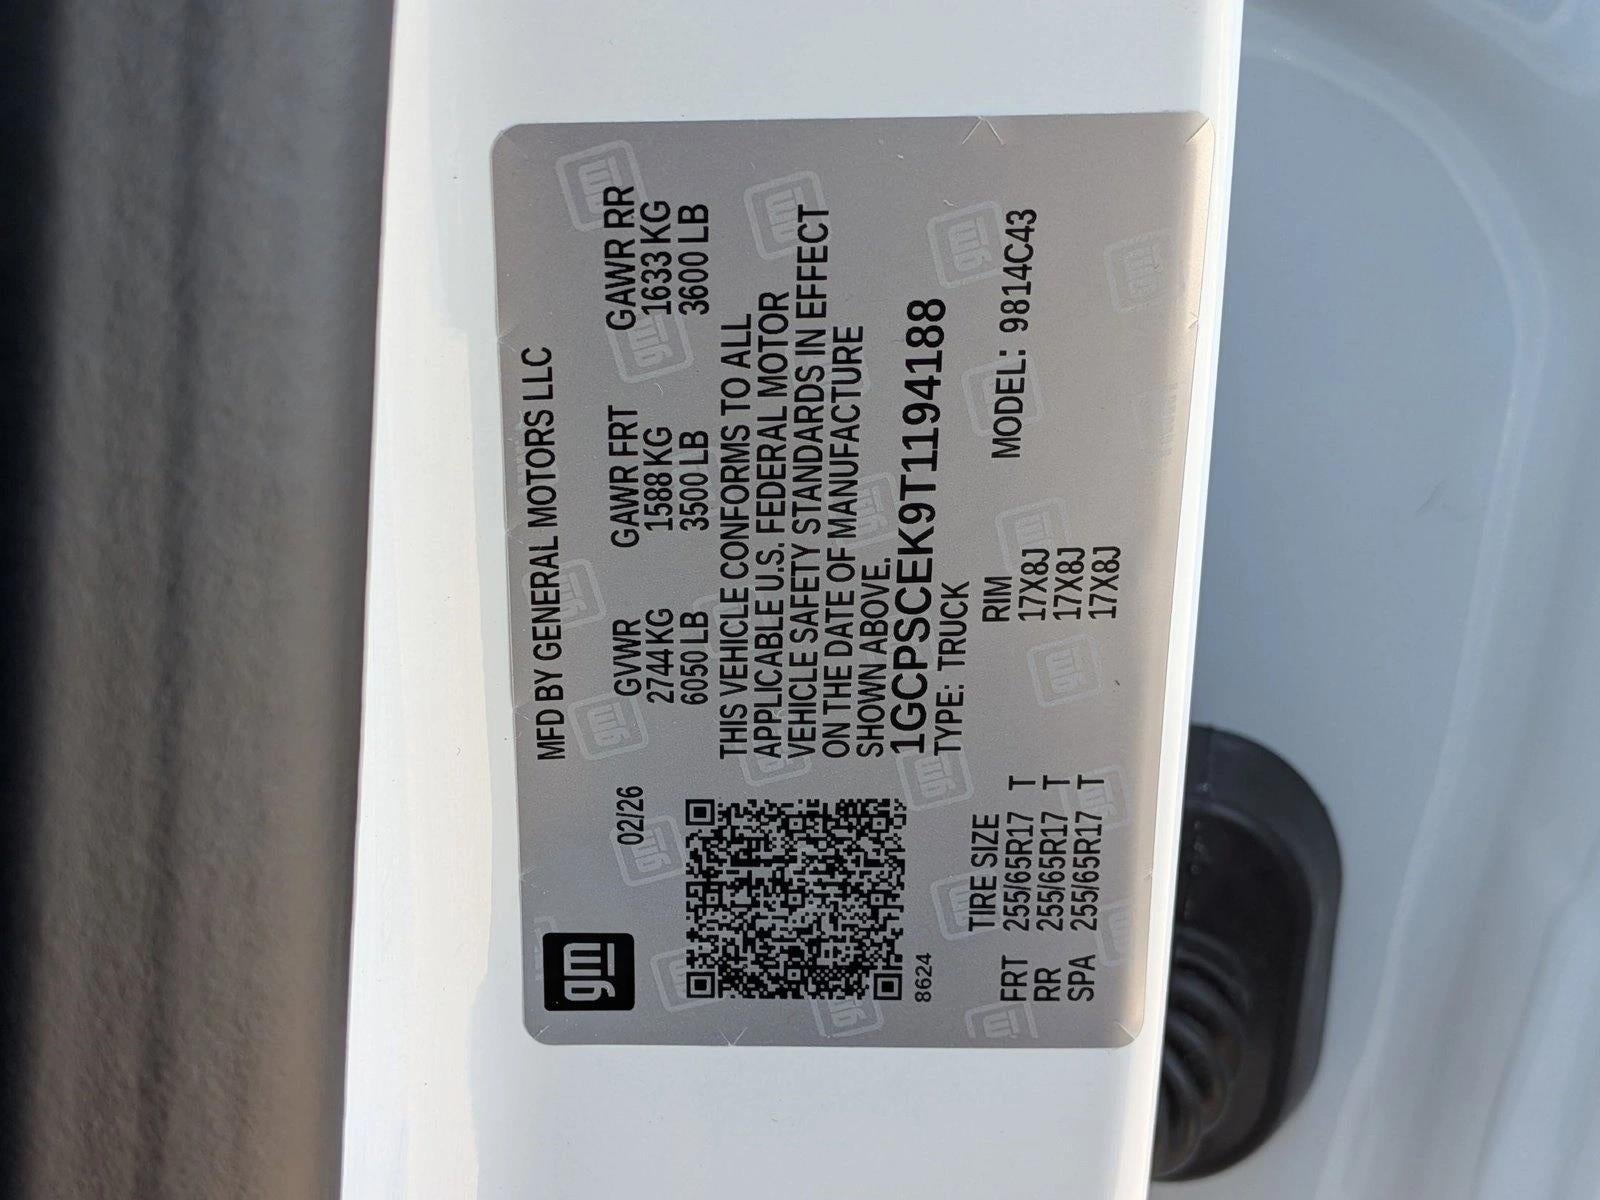 gm
MFD BY GENERAL MOTORS LLC
02/26
GVWR GAWR FRT GAWR RR
2744 KG 1588 KG 1633 KG
6050 LB 3500 LB 3600 LB
THIS VEHICLE CONFORMS TO ALL
APPLICABLE U.S. FEDERAL MOTOR
VEHICLE SAFETY STANDARDS IN EFFECT
ON THE DATE OF MANUFACTURE
SHOWN ABOVE.
1GCPSCEK9T1194188
TYPE: TRUCK
8624
MODEL: 9814C43
TIRE SIZE RIM
FRT 255/65R17 T 17X8J
RR 255/65R17 T 17X8J
SPA 255/65R17 T 17X8J